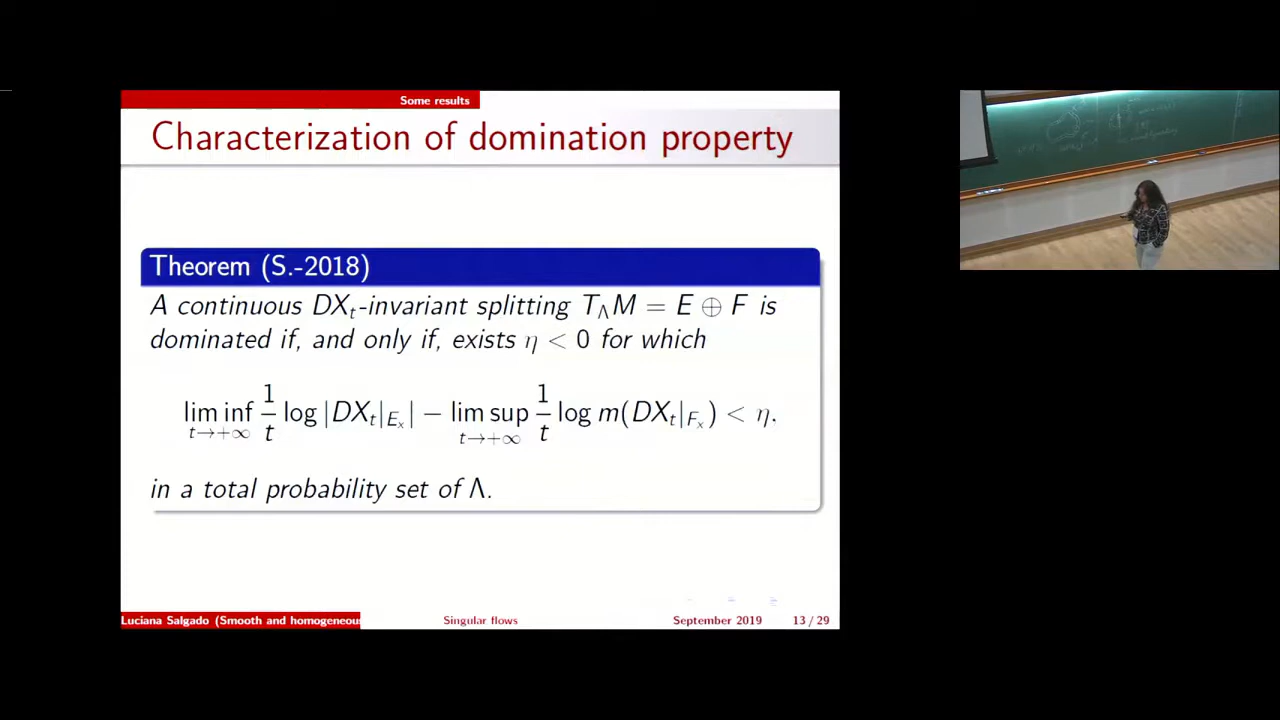 Some results
Characterization of domination property
Theorem (S.-2018)
A continuous DX_t-invariant splitting T_ΛM = E ⊕ F is
dominated if, and only if, exists η < 0 for which
lim inf_{t→+∞} 1/t log |DX_t|_{E_x}| − lim sup_{t→+∞} 1/t log m(DX_t|_{F_x}) < η,
in a total probability set of Λ.
Luciana Salgado (Smooth and homogeneous
Singular flows
September 2019
13 / 29